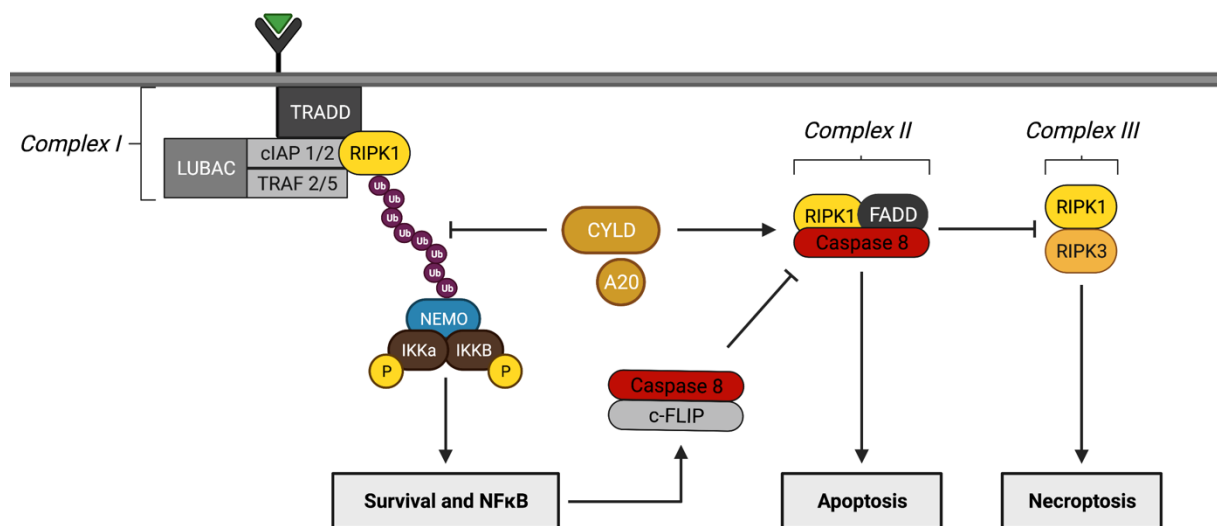 TRADD
Complex I
LUBAC
cIAP 1/2
RIPK1
TRAF 2/5
Ub
Ub
Ub
Ub
Ub
Ub
Ub
Ub
NEMO
IKKa
IKKB
P
P
CYLD
A20
Complex II
RIPK1
FADD
Caspase 8
Complex III
RIPK1
RIPK3
Caspase 8
c-FLIP
Survival and NFκB
Apoptosis
Necroptosis